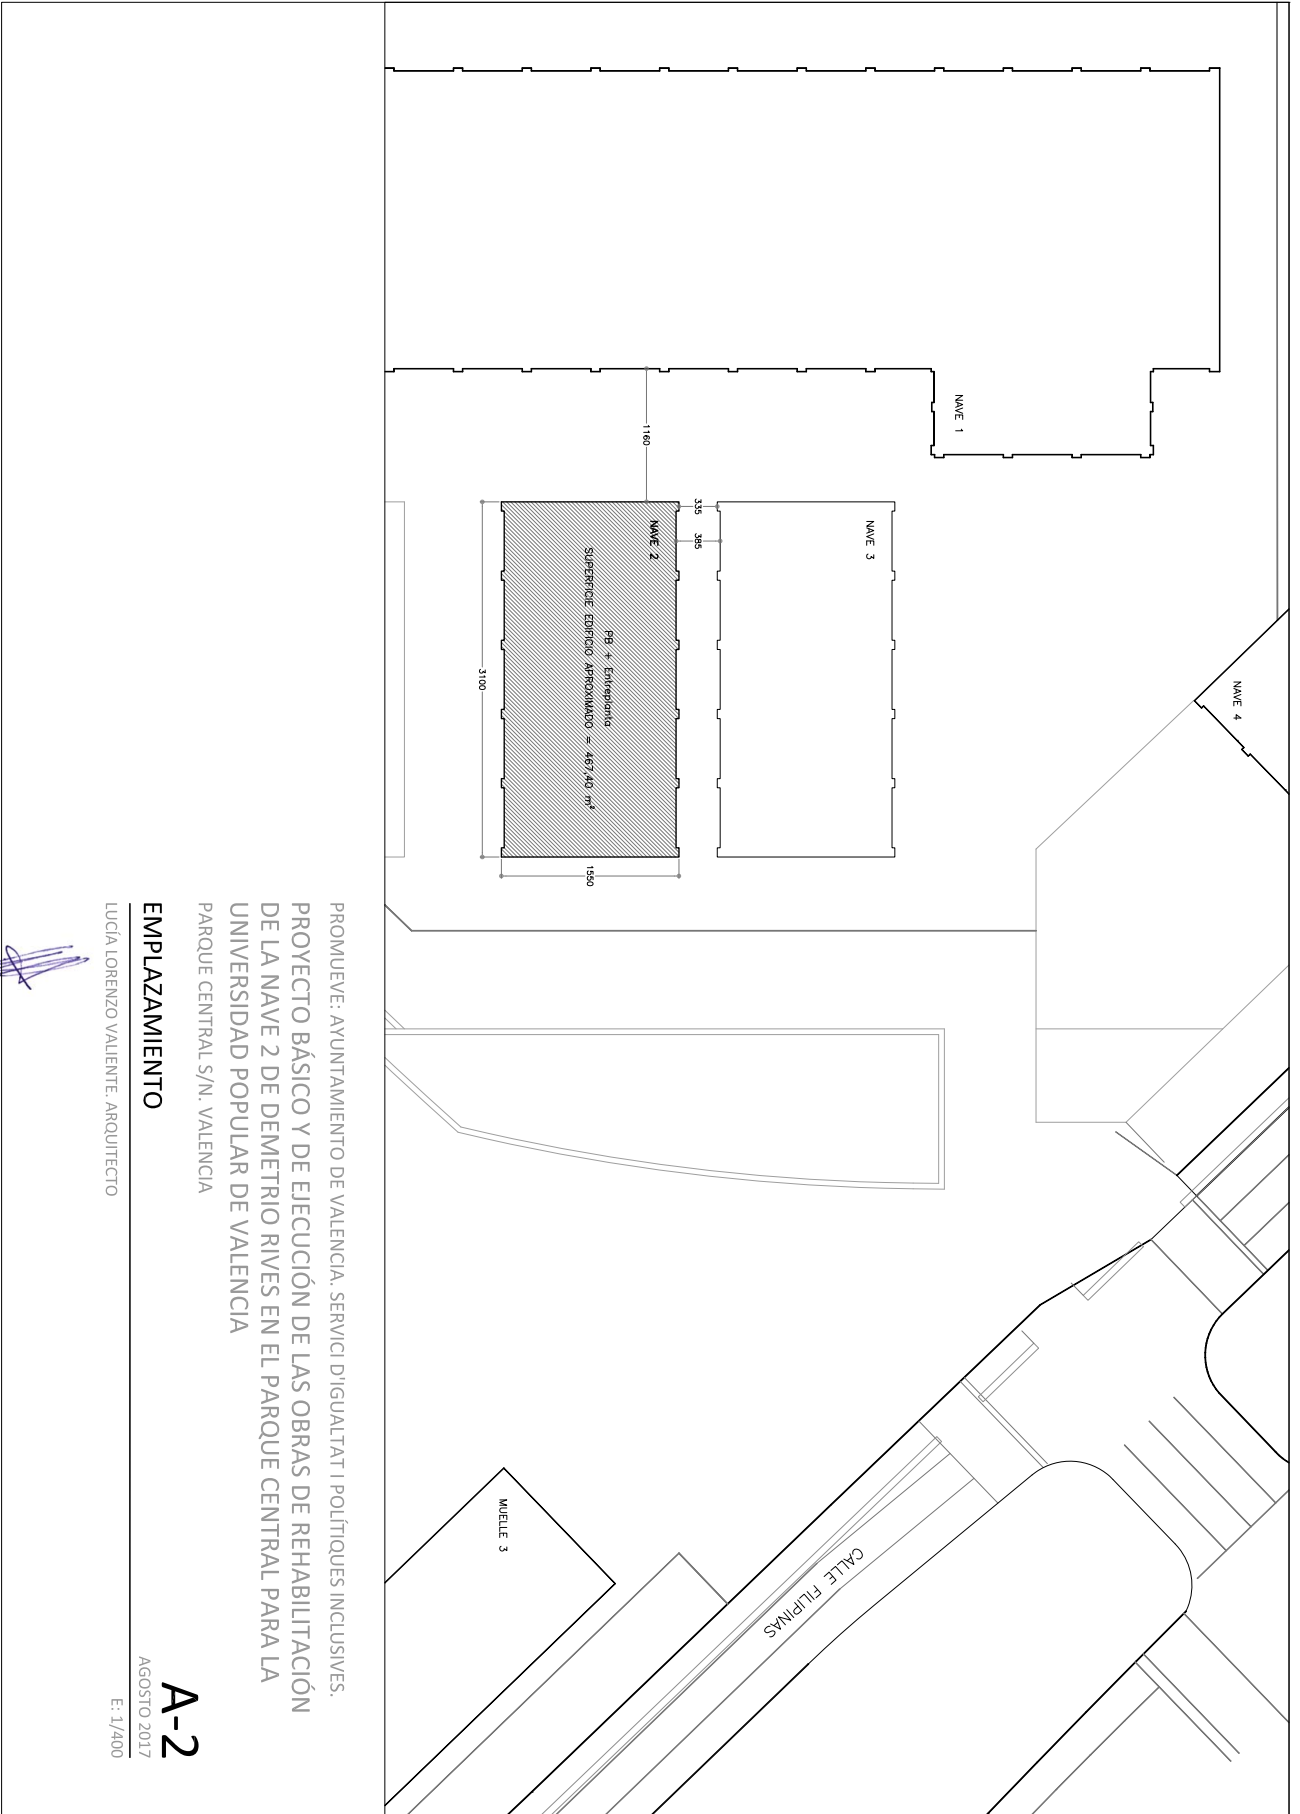 NAVE 4
NAVE 3
NAVE 1
335
385
1160
NAVE 2
PB + Entreplanta
SUPERFICIE EDIFICIO APROXIMADO = 467,40 m²
1550
3100
CALLE FILIPINAS
MUELLE 3
PROMUEVE: AYUNTAMIENTO DE VALENCIA. SERVICI D'IGUALTAT I POLÍTIQUES INCLUSIVES.
PROYECTO BÁSICO Y DE EJECUCIÓN DE LAS OBRAS DE REHABILITACIÓN
DE LA NAVE 2 DE DEMETRIO RIVES EN EL PARQUE CENTRAL PARA LA
UNIVERSIDAD POPULAR DE VALENCIA
PARQUE CENTRAL S/N. VALENCIA
A-2
EMPLAZAMIENTO
AGOSTO 2017
LUCÍA LORENZO VALIENTE. ARQUITECTO
E: 1/400